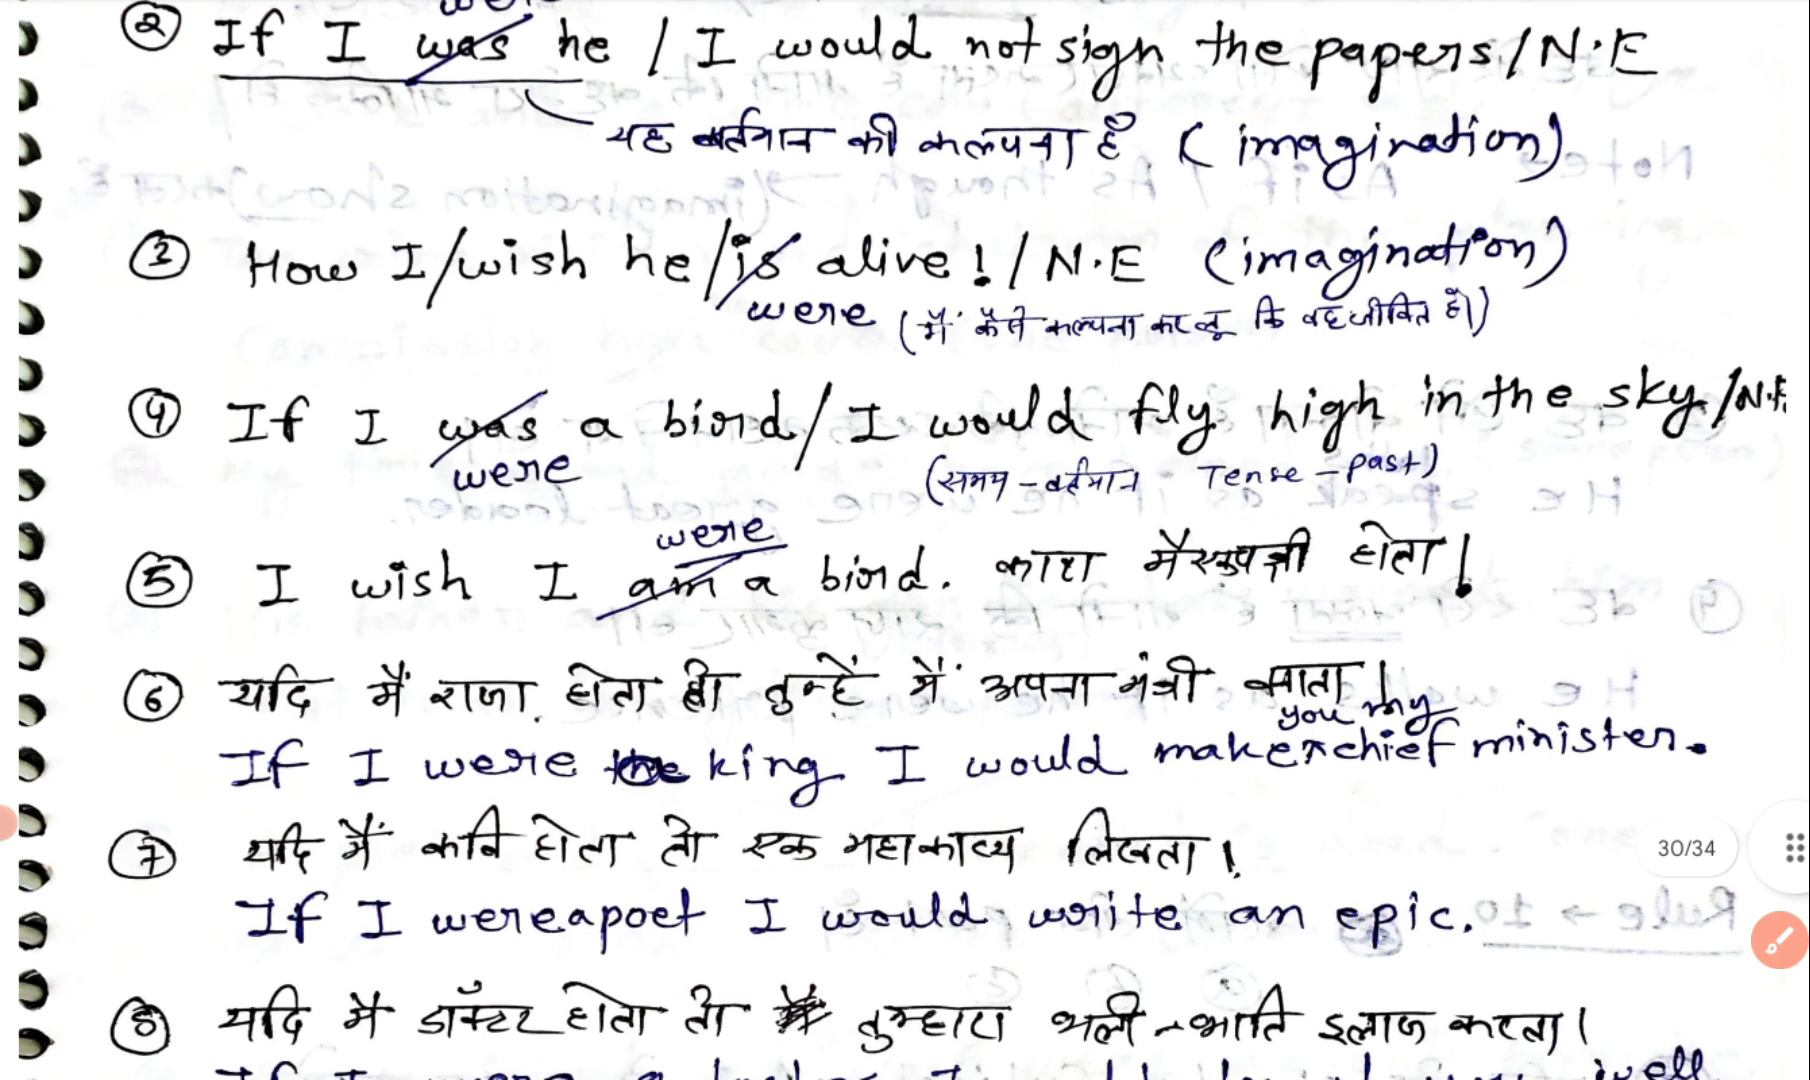 ② If I was he / I would not sign the papers / N.E
यह वर्तमान की कल्पना है (imagination)
③ How I / wish he / is alive! / N.E (imagination)
were (मैं कैसे कल्पना कर लू कि वह जीवित है।)
④ If I was a bird / I would fly high in the sky / N.E
were (समय - वर्तमान Tense - past)
were
⑤ I wish I am a bird. काश मैं एक पक्षी होता!
⑥ यदि मैं राजा होता तो तुम्हें मैं अपना मंत्री बनाता।
you my
If I were the king I would make chief minister.
⑦ यदि मैं कवि होता तो एक महाकाव्य लिखता।
30/34
If I were a poet I would write an epic.
⑧ यदि मैं डॉक्टर होता तो तुम्हारा भली-भाति इलाज करता।
well